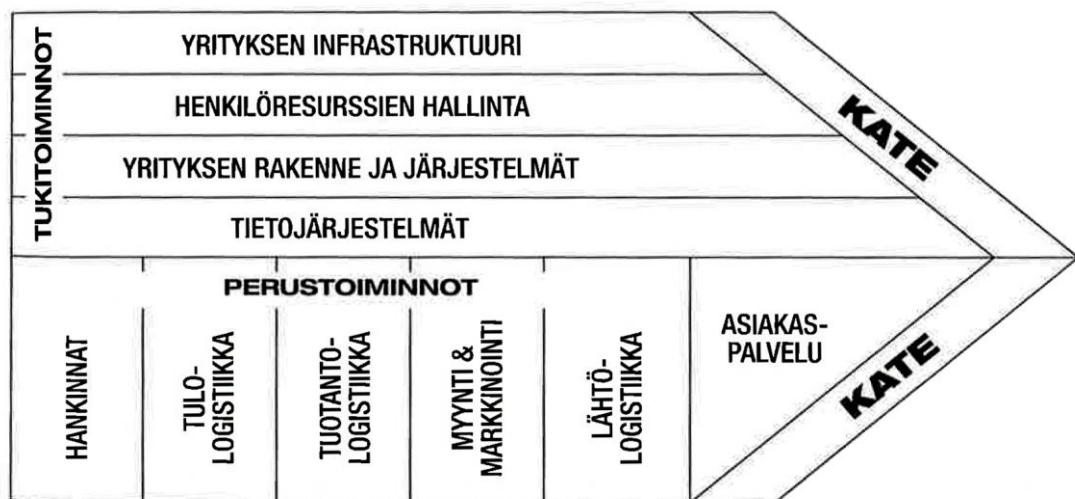 TUKITOIMINNOT
YRITYKSEN INFRASTRUKTUURI
HENKILÖRESURSSIEN HALLINTA
YRITYKSEN RAKENNE JA JÄRJESTELMÄT
TIETOJÄRJESTELMÄT
KATE
PERUSTOIMINNOT
HANKINNAT
TULO-
LOGISTIIKKA
TUOTANTO-
LOGISTIIKKA
MYYNTI &
MARKKINOINTI
LÄHTÖ-
LOGISTIIKKA
ASIAKAS-
PALVELU
KATE